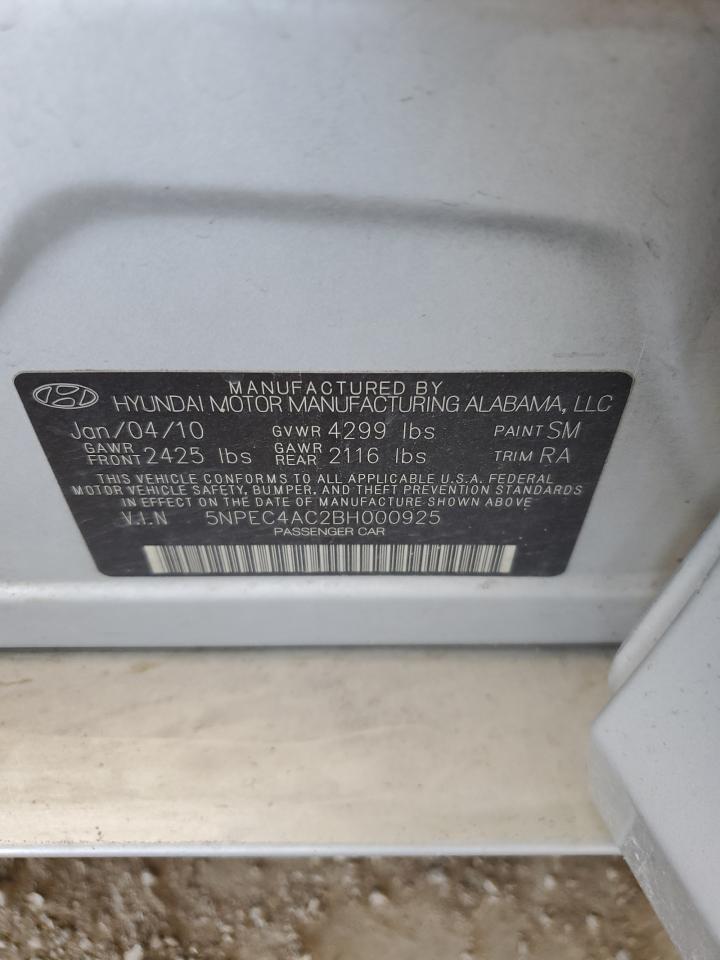 MANUFACTURED BY
HYUNDAI MOTOR MANUFACTURING ALABAMA, LLC
Jan/04/10 GVWR 4299 lbs PAINT SM
GAWR FRONT 2425 lbs GAWR REAR 2116 lbs TRIM RA
THIS VEHICLE CONFORMS TO ALL APPLICABLE U.S.A. FEDERAL
MOTOR VEHICLE SAFETY, BUMPER, AND THEFT PREVENTION
IN EFFECT ON THE DATE OF MANUFACTURE SHOWN ABOVE
V.I.N 5NPEC4AC2BH000925
PASSENGER CAR